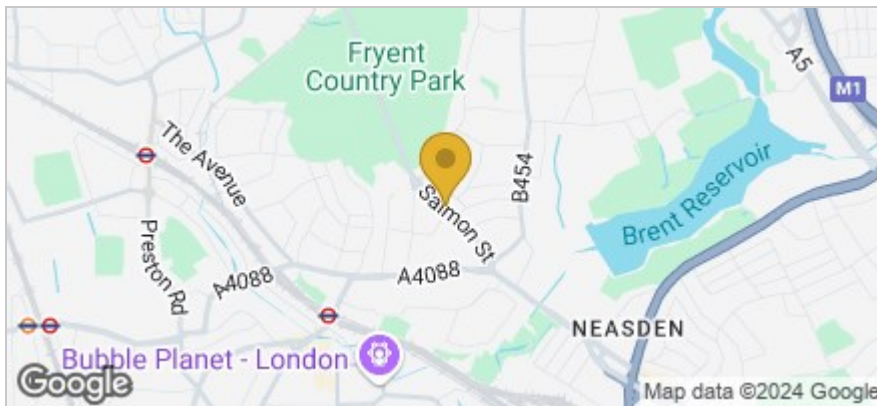 Fryent
Country Park
A5
M1
The Avenue
B454
Brent Reservoir
Salmon St
Preston Rd
A4088
A4088
NEASDEN
Bubble Planet - London
Google
Map data ©2024 Google